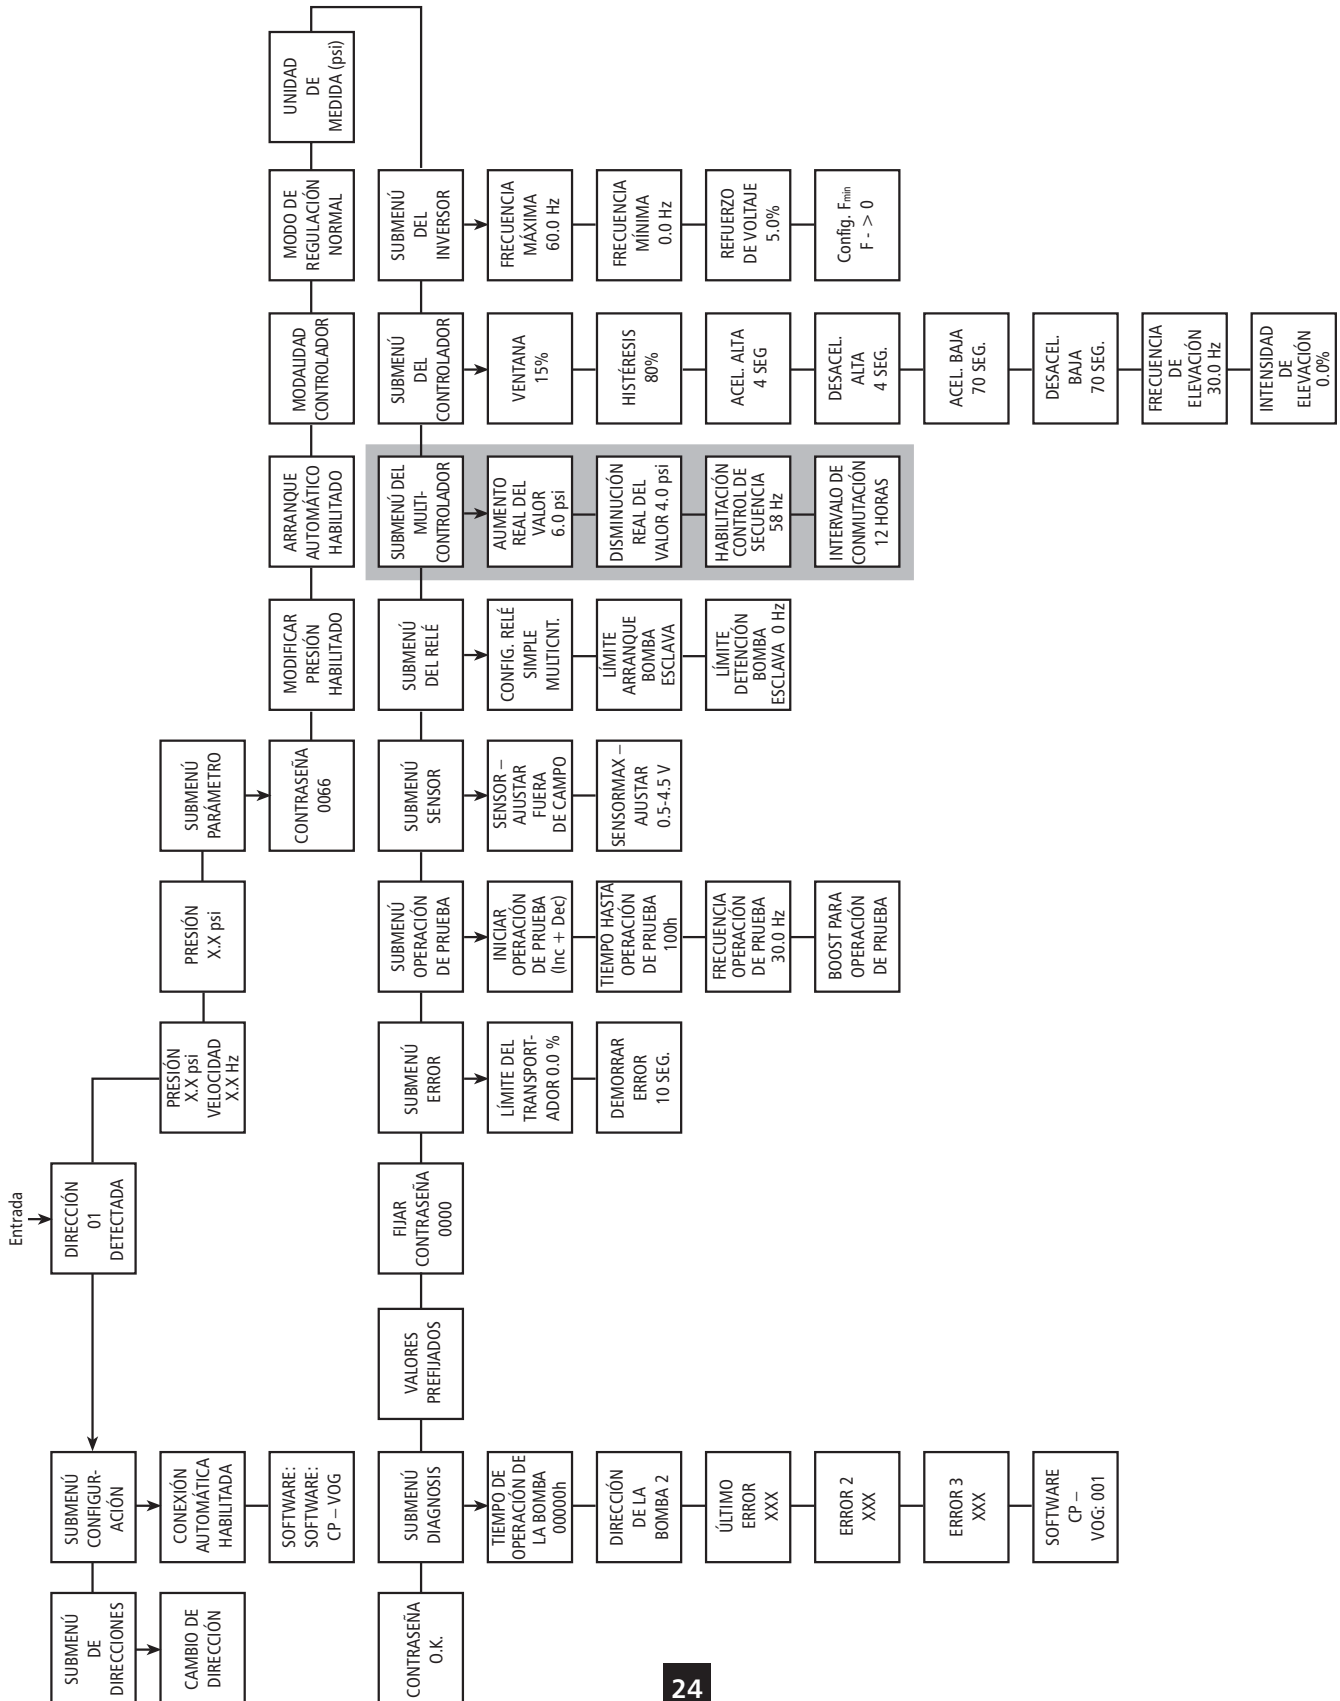 Entrada
DIRECCIÓN
01
DETECTADA
SUBMENÚ
CONFIGUR-
ACIÓN
CONEXIÓN
AUTOMÁTICA
HABILITADA
SOFTWARE:
SOFTWARE:
CP – VOG
SUBMENÚ
DE
DIRECCIONES
CAMBIO DE
DIRECCIÓN
PRESIÓN
X.X psi
VELOCIDAD
X.X Hz
PRESIÓN
X.X psi
SUBMENÚ
PARÁMETRO
CONTRASEÑA
0066
MODIFICAR
PRESIÓN
HABILITADO
ARRANQUE
AUTOMÁTICO
HABILITADO
MODALIDAD
CONTROLADOR
MODO DE
REGULACIÓN
NORMAL
UNIDAD
DE
MEDIDA (psi)
SUBMENÚ
DEL
INVERSOR
FRECUENCIA
MÁXIMA
60.0 Hz
FRECUENCIA
MÍNIMA
0.0 Hz
REFUERZO
DE VOLTAJE
5.0%
Config. Fmin
F - > 0
SUBMENÚ
DEL
CONTROLADOR
VENTANA
15%
HISTÉRESIS
80%
ACEL. ALTA
4 SEG
DESACEL.
ALTA
4 SEG.
ACEL. BAJA
70 SEG.
DESACEL.
BAJA
70 SEG.
FRECUENCIA
DE
ELEVACIÓN
30.0 Hz
INTENSIDAD
DE
ELEVACIÓN
0.0%
SUBMENÚ DEL
MULTI-
CONTROLADOR
AUMENTO
REAL DEL
VALOR
6.0 psi
DISMINUCIÓN
REAL DEL
VALOR 4.0 psi
HABILITACIÓN
CONTROL DE
SECUENCIA
58 Hz
INTERVALO DE
CONMUTACIÓN
12 HORAS
SUBMENÚ
DEL RELÉ
CONFIG. RELÉ
SIMPLE
MULTICNT.
LÍMITE
ARRANQUE
BOMBA
ESCLAVA
LÍMITE
DETENCIÓN
BOMBA
ESCLAVA 0 Hz
SUBMENÚ
SENSOR
SENSOR –
AJUSTAR
FUERA
DE CAMPO
SENSORMAX –
AJUSTAR
0.5-4.5 V
SUBMENÚ
OPERACIÓN
DE PRUEBA
INICIAR
OPERACIÓN
DE PRUEBA
(Inc + Dec)
TIEMPO HASTA
OPERACIÓN
DE PRUEBA
100h
FRECUENCIA
OPERACIÓN
DE PRUEBA
30.0 Hz
BOOST PARA
OPERACIÓN
DE PRUEBA
SUBMENÚ
ERROR
LÍMITE DEL
TRANSPORT-
ADOR 0.0 %
DEMORRAR
ERROR
10 SEG.
FIJAR
CONTRASEÑA
0000
VALORES
PREFIJADOS
SUBMENÚ
DIAGNOSIS
TIEMPO DE
OPERACIÓN DE
LA BOMBA
00000h
DIRECCIÓN
DE LA
BOMBA 2
ÚLTIMO
ERROR
XXX
ERROR 2
XXX
ERROR 3
XXX
SOFTWARE
CP –
VOG: 001
CONTRASEÑA
O.K.
24